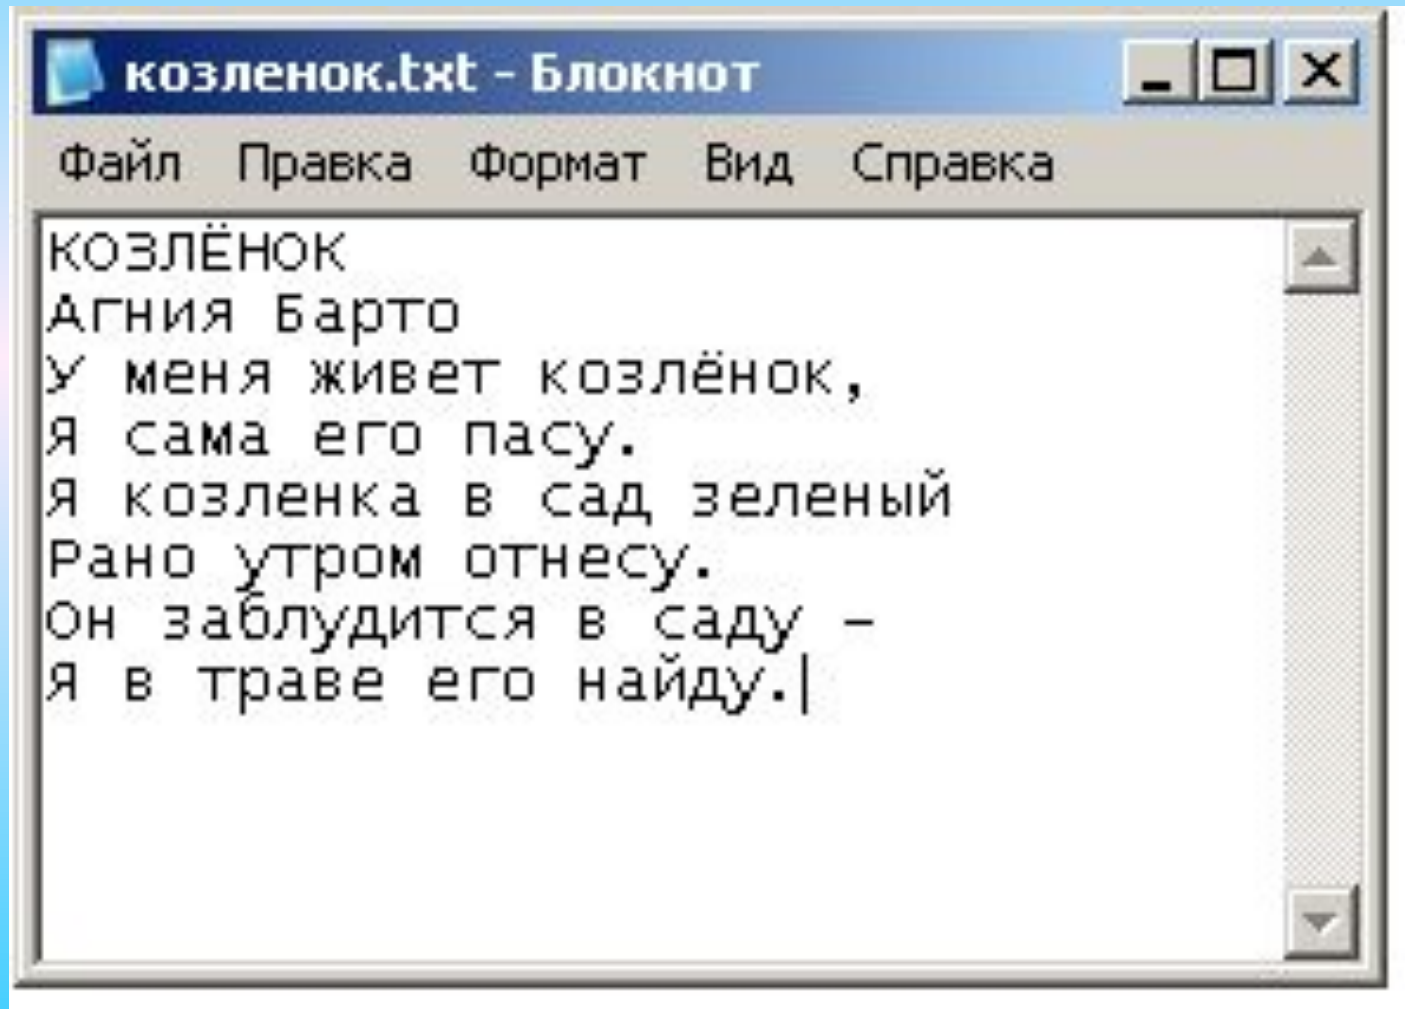 козленок.txt - Блокнот
Файл Правка Формат Вид Справка
КОЗЛЁНОК
Агния Барто
У меня живет козлёнок,
Я сама его пасу.
Я козленка в сад зеленый
Рано утром отнесу.
Он заблудится в саду –
Я в траве его найду.